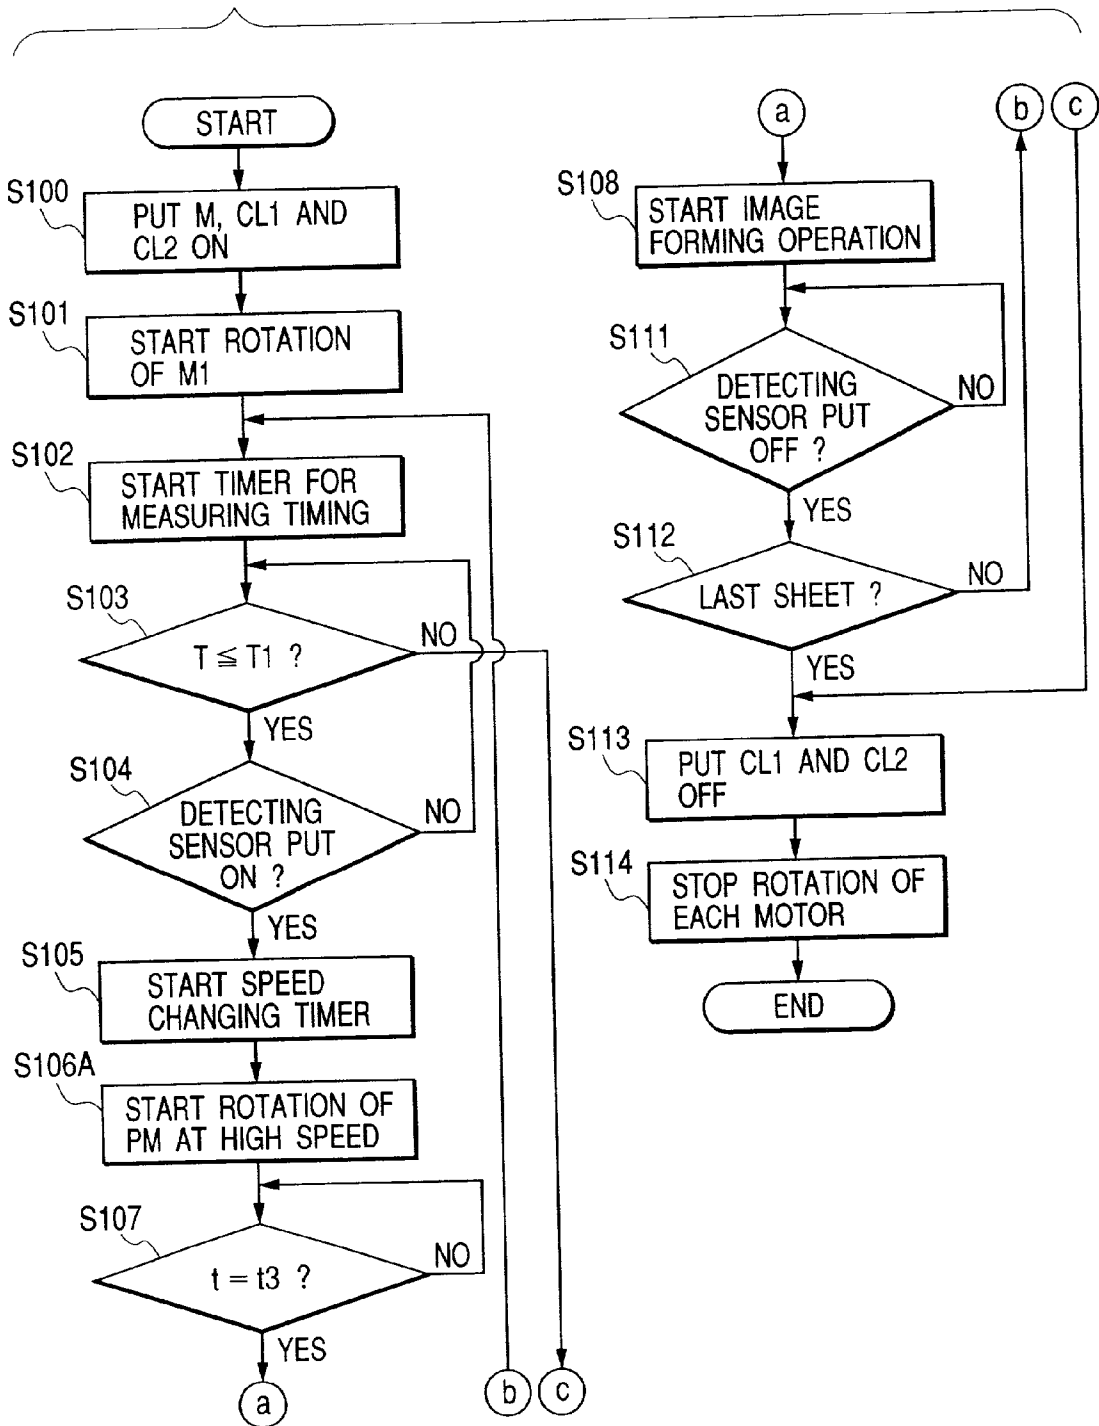 START
S100
PUT M, CL1 AND
CL2 ON
S101
START ROTATION
OF M1
S102
START TIMER FOR
MEASURING TIMING
S103
T ≦ T1 ?
NO
YES
S104
DETECTING
SENSOR PUT
ON ?
NO
YES
S105
START SPEED
CHANGING TIMER
S106A
START ROTATION OF
PM AT HIGH SPEED
S107
t = t3 ?
NO
YES
a
b
c
a
b
c
S108
START IMAGE
FORMING OPERATION
S111
DETECTING
SENSOR PUT
OFF ?
NO
YES
S112
LAST SHEET ?
NO
YES
S113
PUT CL1 AND CL2
OFF
S114
STOP ROTATION OF
EACH MOTOR
END